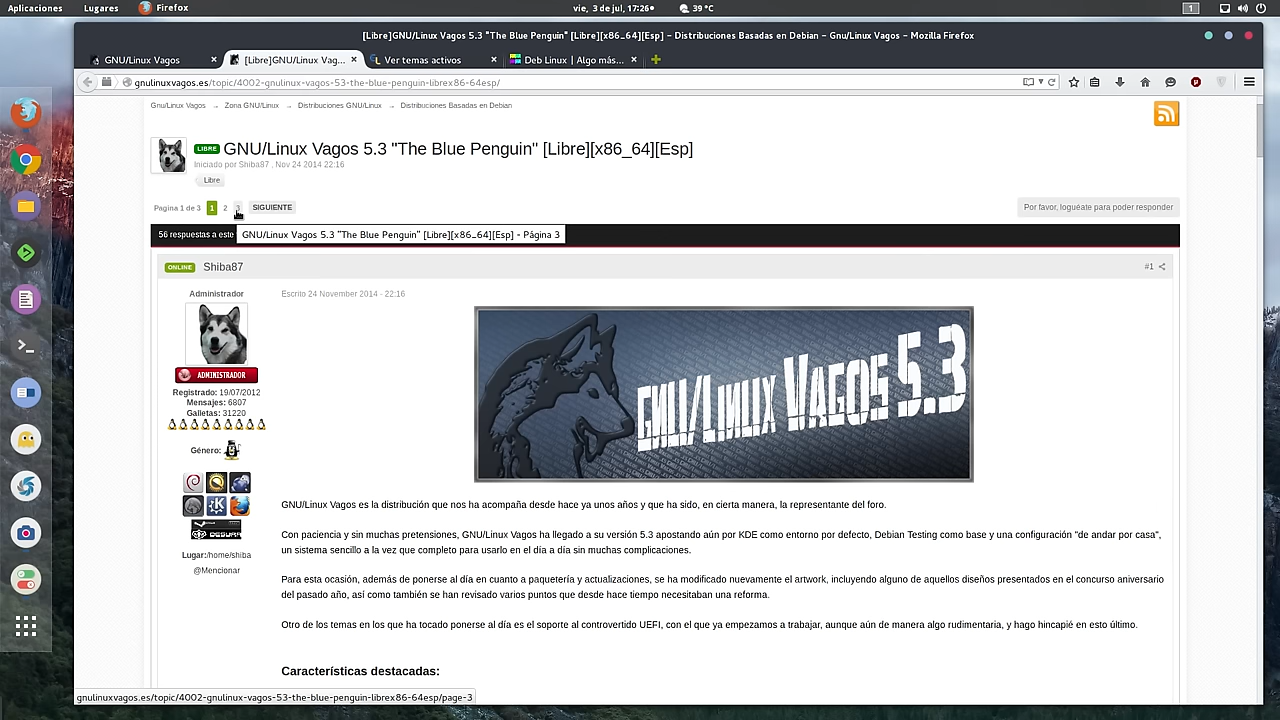 Aplicaciones Lugares Firefox vie, 3 de jul, 17:26 39 °C 1
[Libre]GNU/Linux Vagos 5.3 "The Blue Penguin" [Libre][x86_64][Esp] – Distribuciones Basadas en Debian – Gnu/Linux Vagos – Mozilla Firefox
GNU/Linux Vagos × [Libre]GNU/Linux Vag... × Ver temas activos × Deb Linux | Algo más... ×
gnulinuxvagos.es/topic/4002-gnulinux-vagos-53-the-blue-penguin-librex86-64esp/
Gnu/Linux Vagos → Zona GNU/Linux → Distribuciones GNU/Linux → Distribuciones Basadas en Debian
LIBRE GNU/Linux Vagos 5.3 "The Blue Penguin" [Libre][x86_64][Esp]
Iniciado por Shiba87 , Nov 24 2014 22:16
Libre
Pagina 1 de 3 1 2 3 SIGUIENTE Por favor, loguéate para poder responder
56 respuestas a este GNU/Linux Vagos 5.3 "The Blue Penguin" [Libre][x86_64][Esp] - Página 3
ONLINE Shiba87 #1
Administrador Escrito 24 November 2014 - 22:16
GNU/Linux Vagos 5.3
ADMINISTRADOR
Registrado: 19/07/2012
Mensajes: 6807
Galletas: 31220
Género:
DESURA
Lugar:/home/shiba
@Mencionar
GNU/Linux Vagos es la distribución que nos ha acompaña desde hace ya unos años y que ha sido, en cierta manera, la representante del foro.
Con paciencia y sin muchas pretensiones, GNU/Linux Vagos ha llegado a su versión 5.3 apostando aún por KDE como entorno por defecto, Debian Testing como base y una configuración "de andar por casa",
un sistema sencillo a la vez que completo para usarlo en el día a día sin muchas complicaciones.
Para esta ocasión, además de ponerse al día en cuanto a paquetería y actualizaciones, se ha modificado nuevamente el artwork, incluyendo alguno de aquellos diseños presentados en el concurso aniversario
del pasado año, así como también se han revisado varios puntos que desde hace tiempo necesitaban una reforma.
Otro de los temas en los que ha tocado ponerse al día es el soporte al controvertido UEFI, con el que ya empezamos a trabajar, aunque aún de manera algo rudimentaria, y hago hincapié en esto último.
Características destacadas:
gnulinuxvagos.es/topic/4002-gnulinux-vagos-53-the-blue-penguin-librex86-64esp/page-3